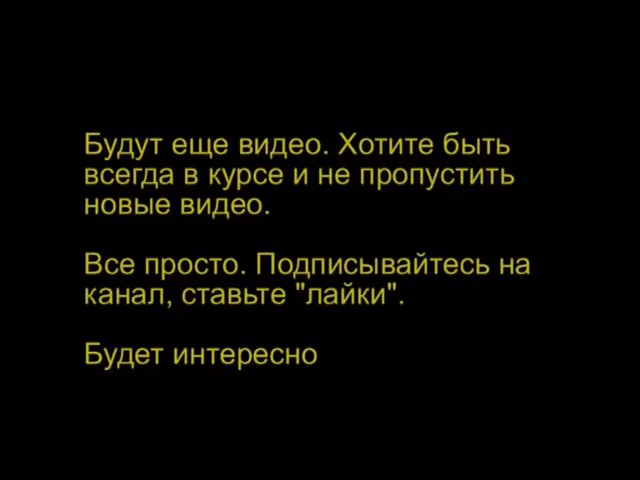 Будут еще видео. Хотите быть
всегда в курсе и не пропустить
новые видео.
Все просто. Подписывайтесь на
канал, ставьте "лайки".
Будет интересно